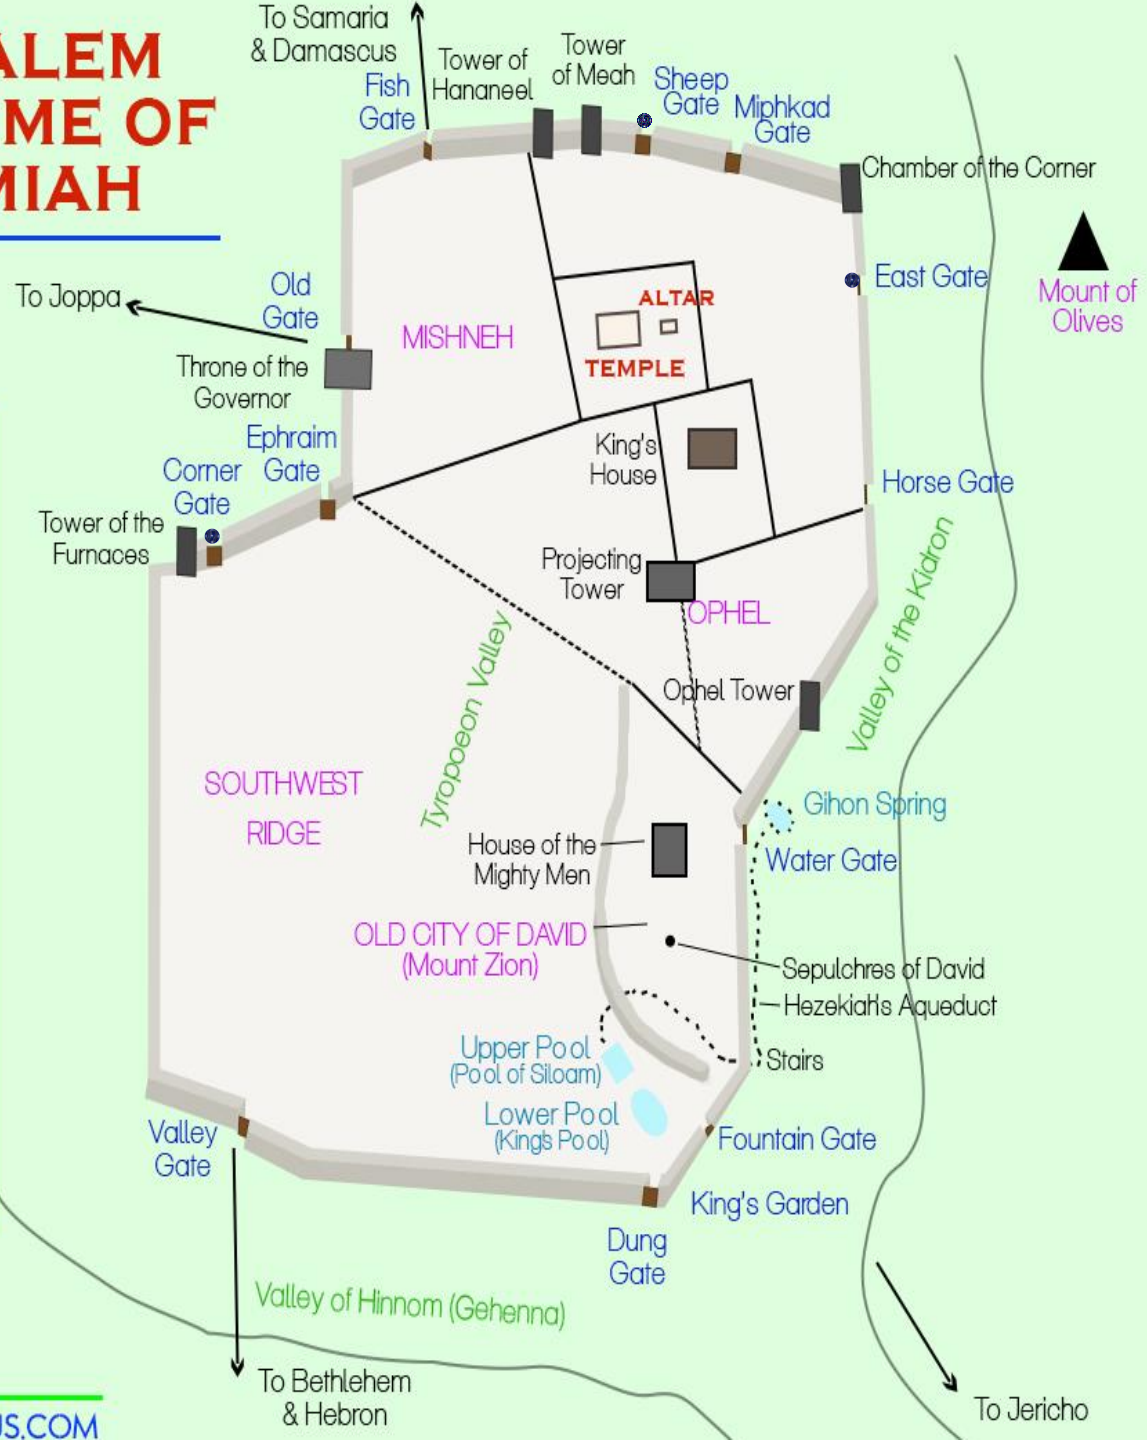 To Samaria
& Damascus
ALEM
ME OF
MIAH
Fish
Gate
Tower of
Hananeel
Tower
of Meah
Sheep
Gate
Miphkad
Gate
Chamber of the Corner
East Gate
Mount of
Olives
To Joppa
Old
Gate
MISHNEH
ALTAR
TEMPLE
Throne of the
Governor
Ephraim
Gate
Corner
Gate
King's
House
Horse Gate
Tower of the
Furnaces
Projecting
Tower
OPHEL
Valley of the Kidron
Ophel Tower
Tyropoeon Valley
SOUTHWEST
RIDGE
Gihon Spring
House of the
Mighty Men
Water Gate
OLD CITY OF DAVID
(Mount Zion)
Sepulchres of David
Hezekiah's Aqueduct
Upper Pool
(Pool of Siloam)
Stairs
Lower Pool
(King's Pool)
Valley
Gate
Fountain Gate
King's Garden
Dung
Gate
Valley of Hinnom (Gehenna)
To Bethlehem
& Hebron
To Jericho
US.COM